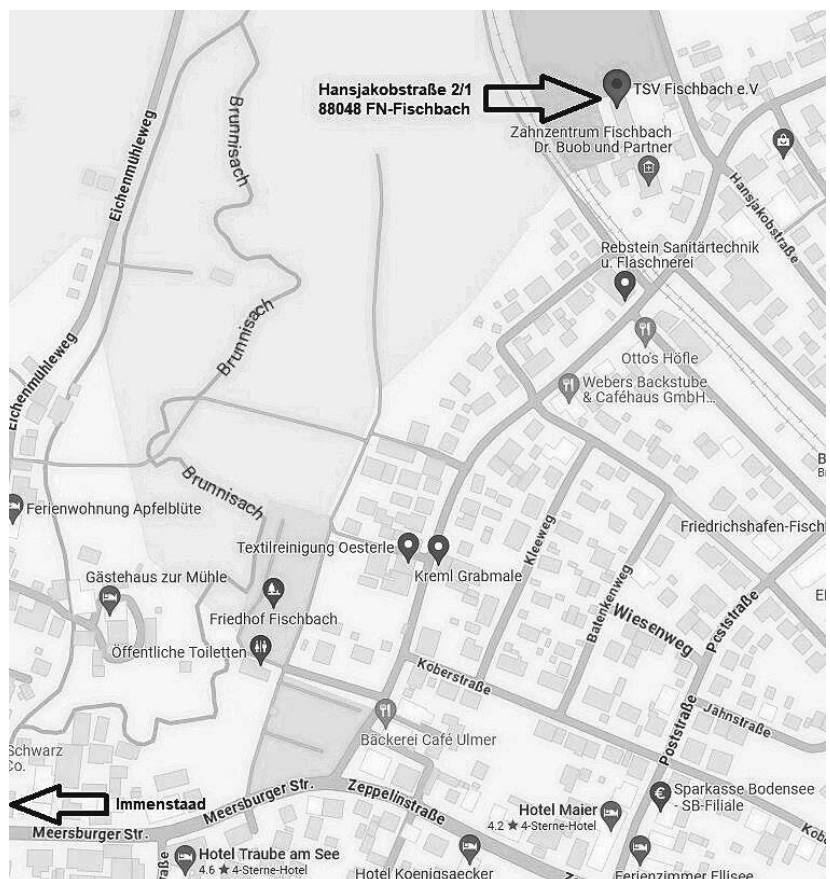 Hansjakobstraße 2/1
88048 FN-Fischbach
TSV Fischbach e.V
Zahnzentrum Fischbach
Dr. Buob und Partner
Eichenmühleweg
Brunnisach
Hansjakobstraße
Rebstein Sanitärtechnik
u. Flaschnerei
Brunnisach
Eichenmühleweg
Otto's Höfle
Webers Backstube
& Caféhaus GmbH...
B
Brunnisach
Ferienwohnung Apfelblüte
Kleeweg
Friedrichshafen-Fischb
Textilreinigung Oesterle
Kreml Grabmale
Gästehaus zur Mühle
Batenkenweg
Wiesenweg
Poststraße
Friedhof Fischbach
Öffentliche Toiletten
Koberstraße
Jahnstraße
Poststraße
Bäckerei Café Ulmer
Schwarz
Co.
Immenstaad
Meersburger Str.
Zeppelinstraße
Sparkasse Bodensee
- SB-Filiale
Hotel Maier
4.2 ★ 4-Sterne-Hotel
Meersburger Str.
Kob
Hotel Traube am See
4.6 ★ 4-Sterne-Hotel
Hotel Koenigsaecker
Ferienzimmer Ellisee